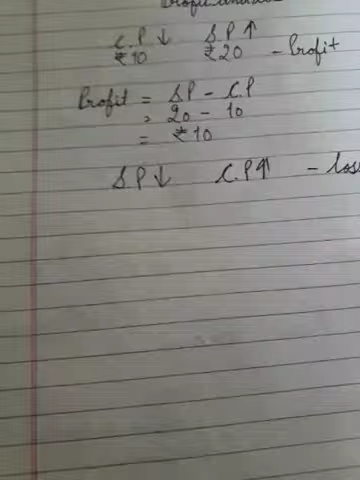 C.P ↓ S P ↑
₹10 ₹20 - Profit
Profit = S P - C P
= 20 - 10
= ₹10
S P ↓ C.P ↑ - loss